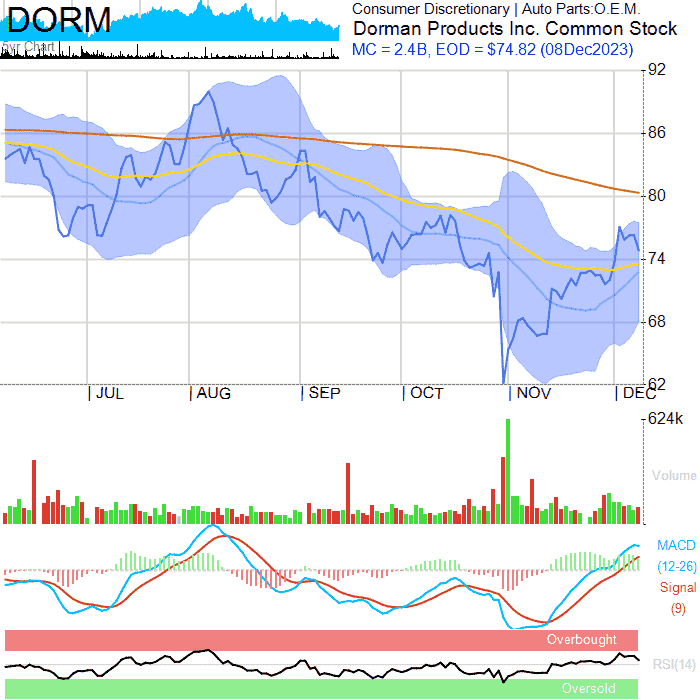 DORM
5yr Chart
Consumer Discretionary | Auto Parts:O.E.M.
Dorman Products Inc. Common Stock
MC = 2.4B, EOD = $74.82 (08Dec2023)
92
86
80
74
68
62
JUL AUG SEP OCT NOV DEC
624k
Volume
MACD
(12-26)
Signal
(9)
Overbought
RSI(14)
Oversold